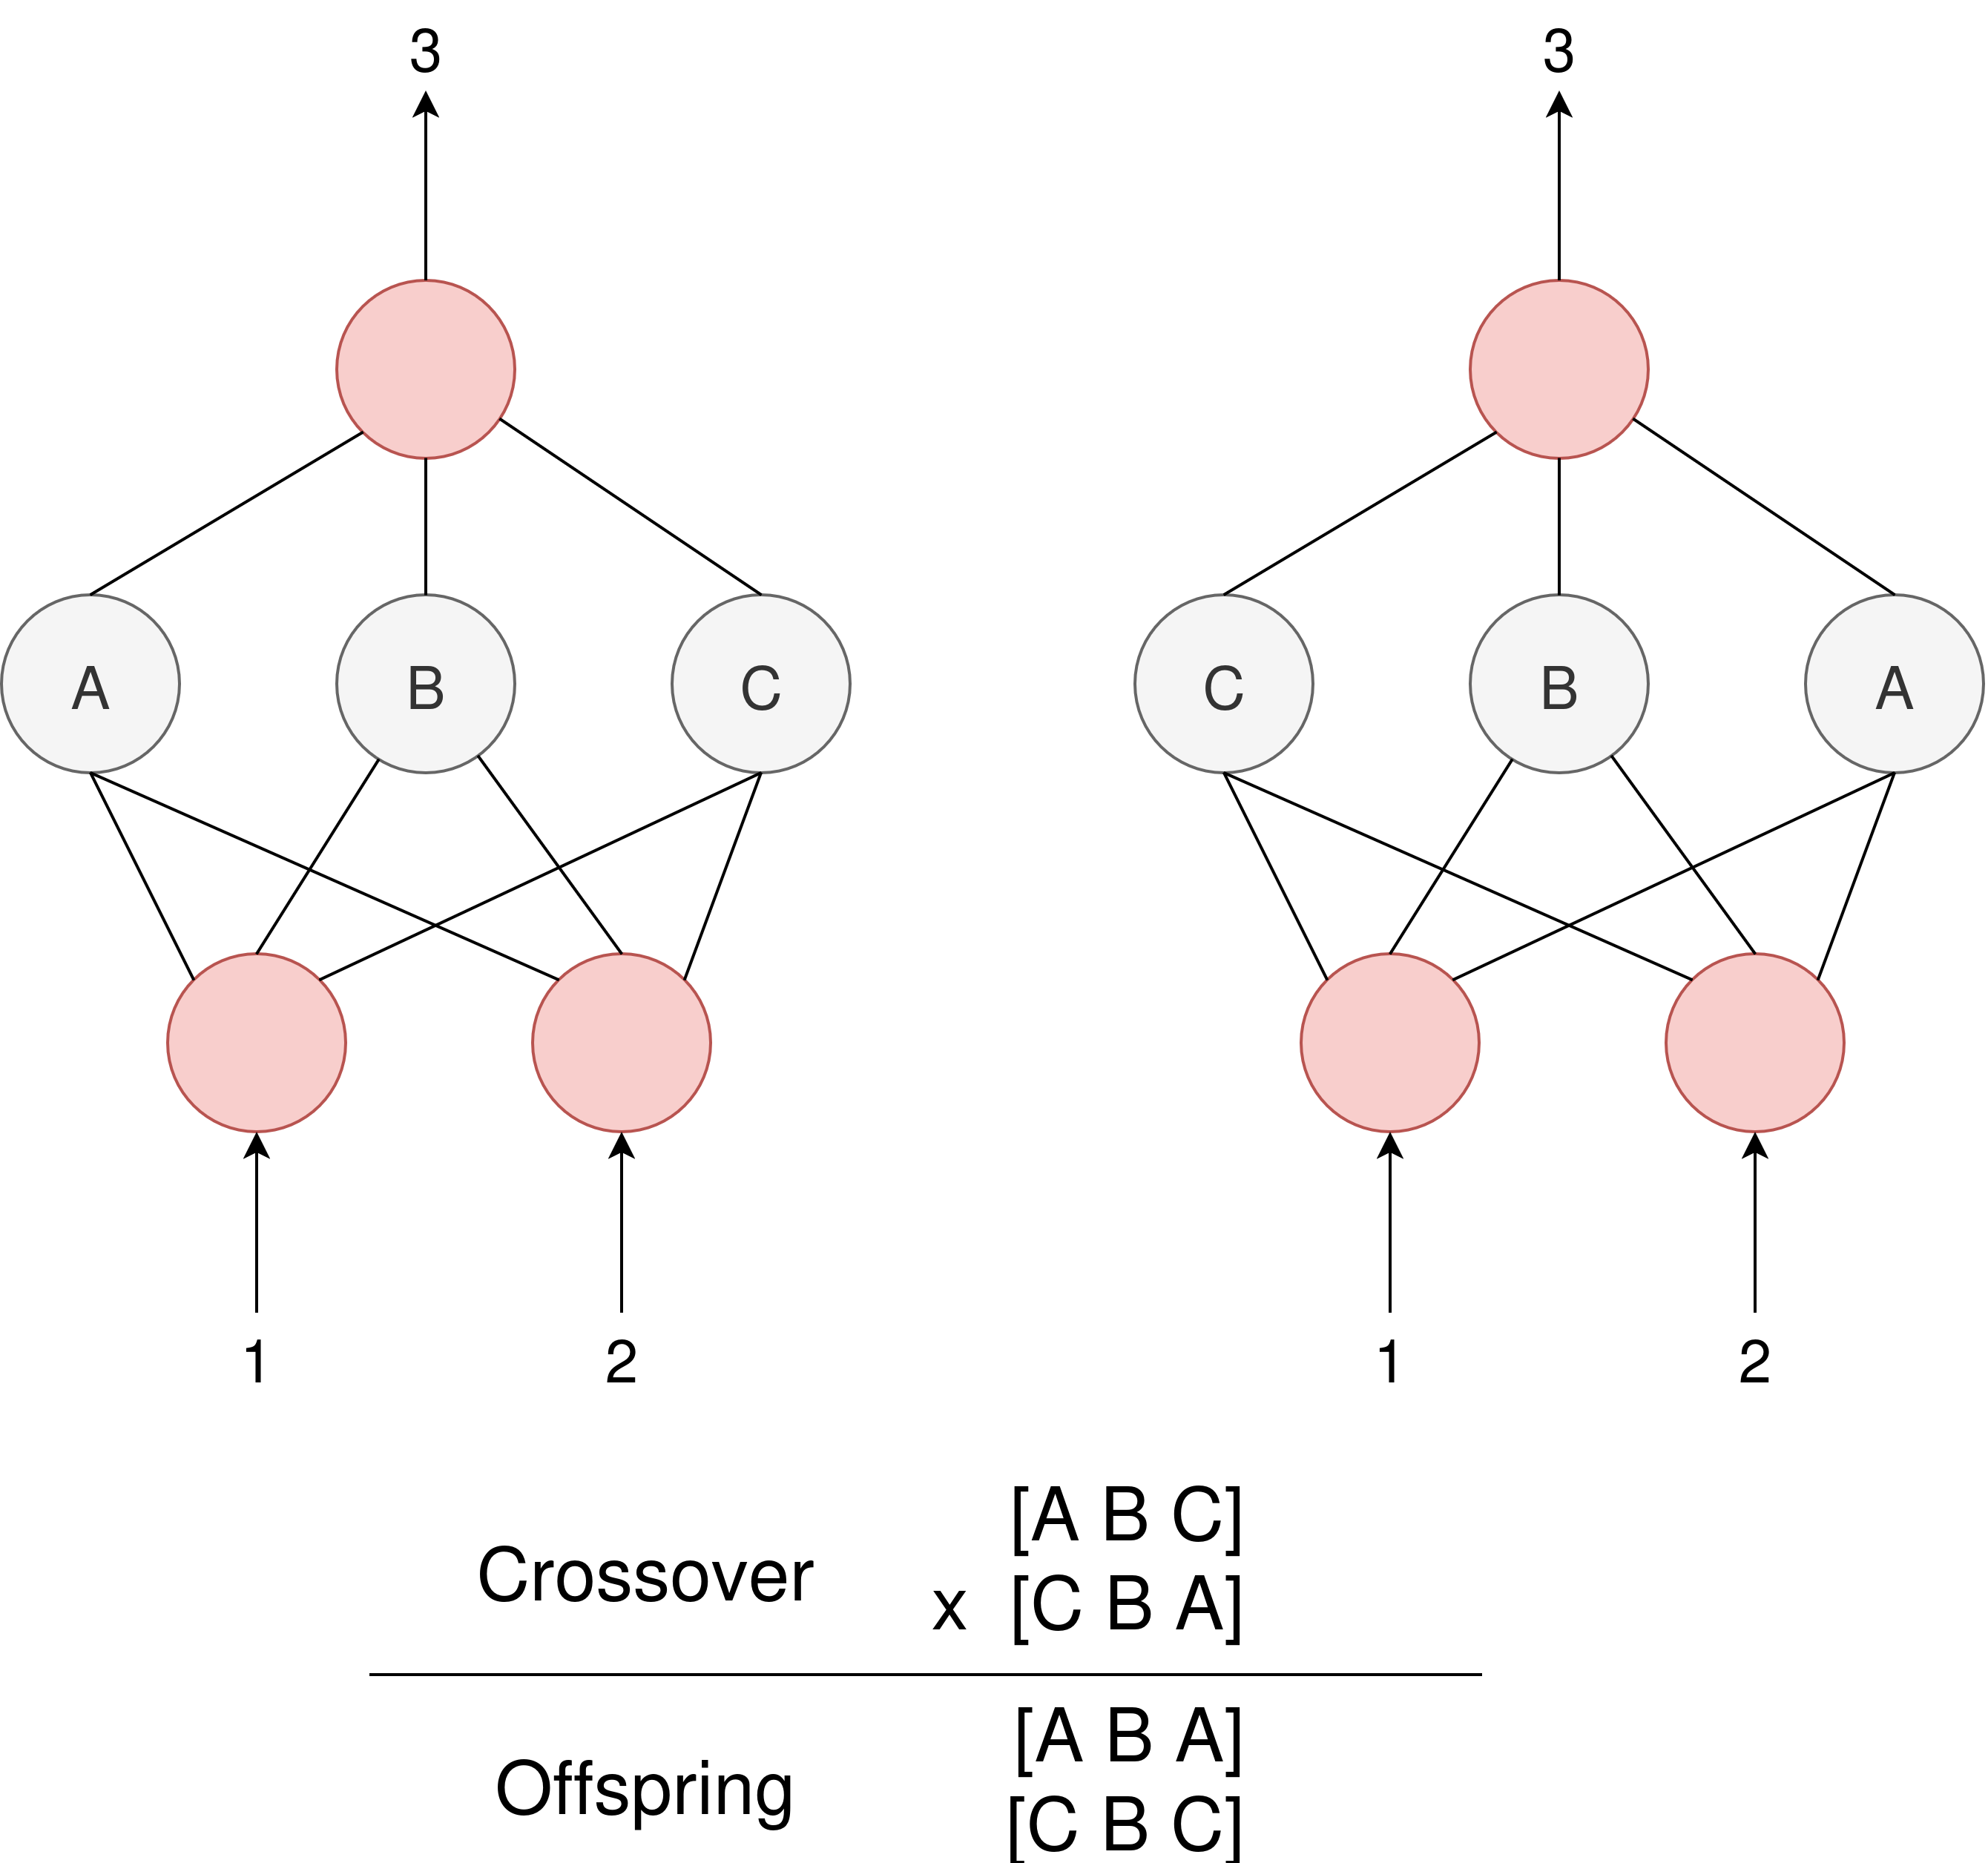 3 3
A B C C B A
1 2 1 2
Crossover
[A B C]
x [C B A]
Offspring
[A B A]
[C B C]